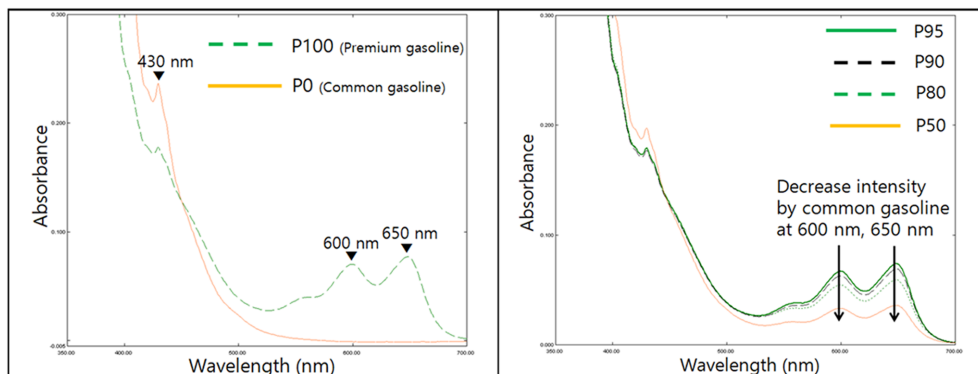 0.300
P100 (Premium gasoline)
430 nm
P0 (Common gasoline)
0.200
Absorbance
0.100
600 nm
650 nm
-0.005
350.00
400.00
500.00
600.00
700.00
Wavelength (nm)
0.300
P95
P90
P80
P50
0.200
Absorbance
Decrease intensity
by common gasoline
at 600 nm, 650 nm
0.100
350.00
400.00
500.00
600.00
700.00
Wavelength (nm)